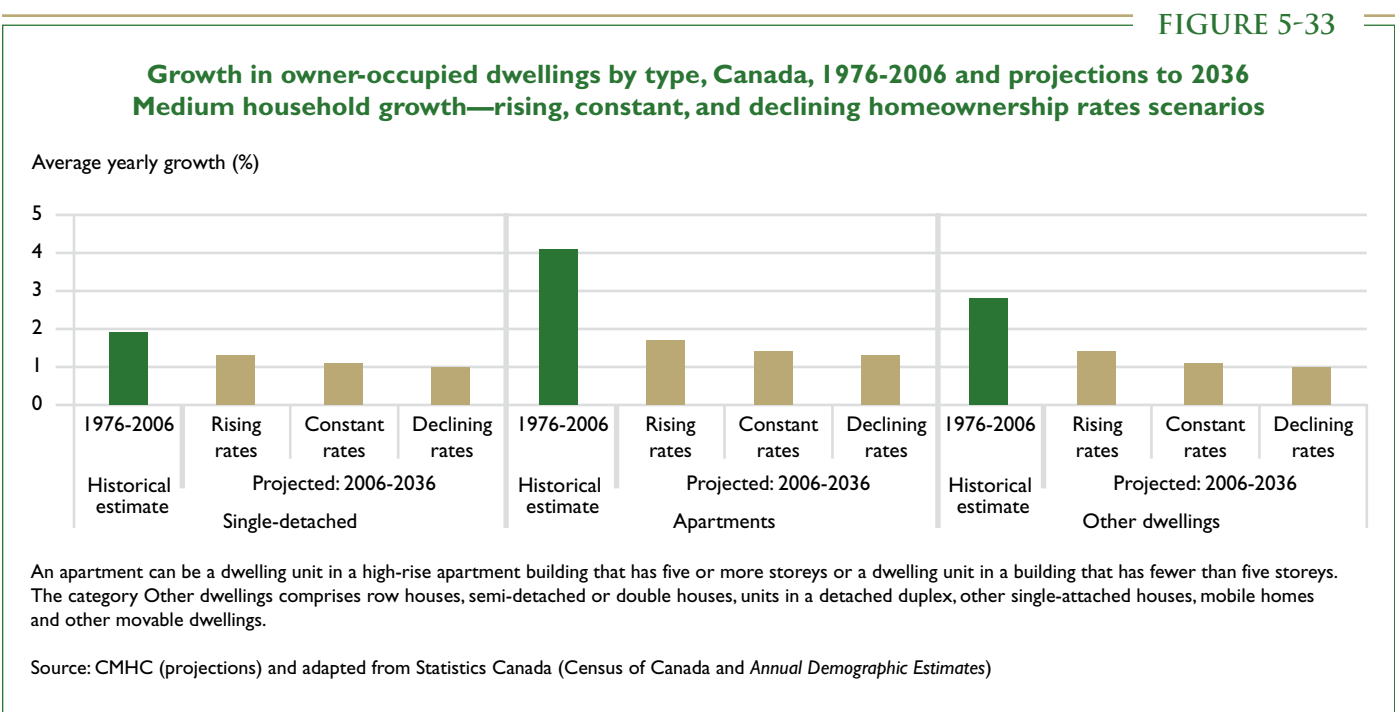 FIGURE 5-33
Growth in owner-occupied dwellings by type, Canada, 1976-2006 and projections to 2036
Medium household growth—rising, constant, and declining homeownership rates scenarios
Average yearly growth (%)
5
4
3
2
1
0
1976-2006
Rising
rates
Constant
rates
Declining
rates
Historical
estimate
Projected: 2006-2036
Single-detached
1976-2006
Rising
rates
Constant
rates
Declining
rates
Historical
estimate
Projected: 2006-2036
Apartments
1976-2006
Rising
rates
Constant
rates
Declining
rates
Historical
estimate
Projected: 2006-2036
Other dwellings
An apartment can be a dwelling unit in a high-rise apartment building that has five or more storeys or a dwelling unit in a building that has fewer than five storeys.
The category Other dwellings comprises row houses, semi-detached or double houses, units in a detached duplex, other single-attached houses, mobile homes
and other movable dwellings.
Source: CMHC (projections) and adapted from Statistics Canada (Census of Canada and Annual Demographic Estimates)